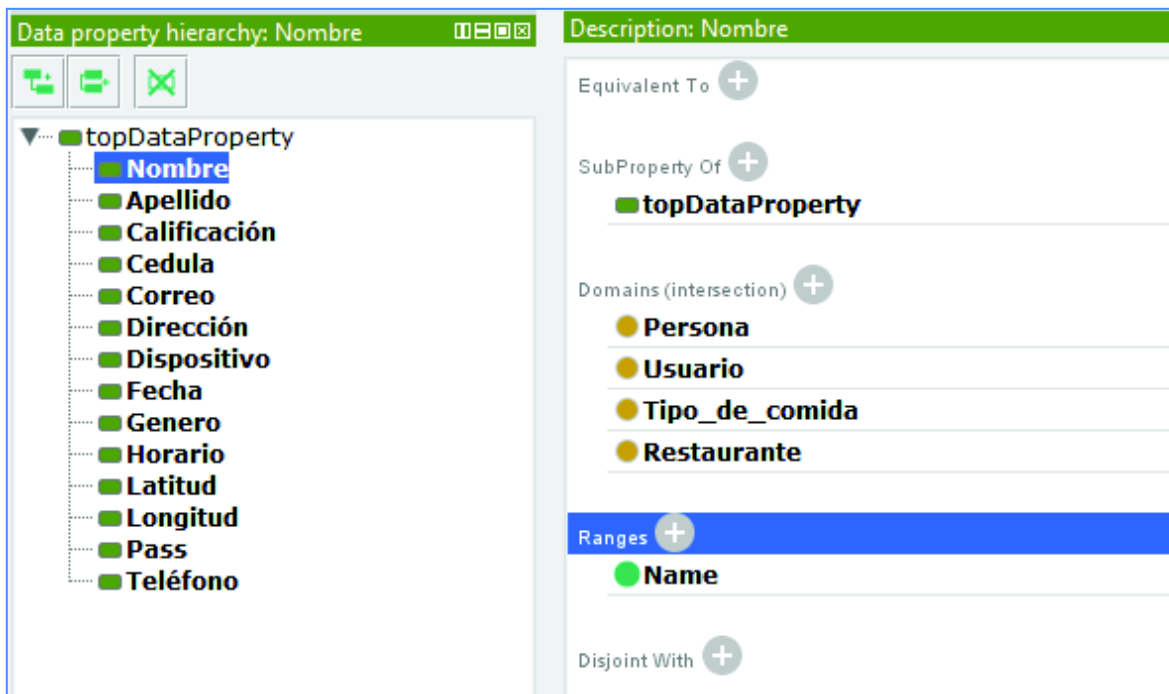 Data property hierarchy: Nombre
topDataProperty
Nombre
Apellido
Calificación
Cedula
Correo
Dirección
Dispositivo
Fecha
Genero
Horario
Latitud
Longitud
Pass
Teléfono
Description: Nombre
Equivalent To
SubProperty Of
topDataProperty
Domains (intersection)
Persona
Usuario
Tipo_de_comida
Restaurante
Ranges
Name
Disjoint With